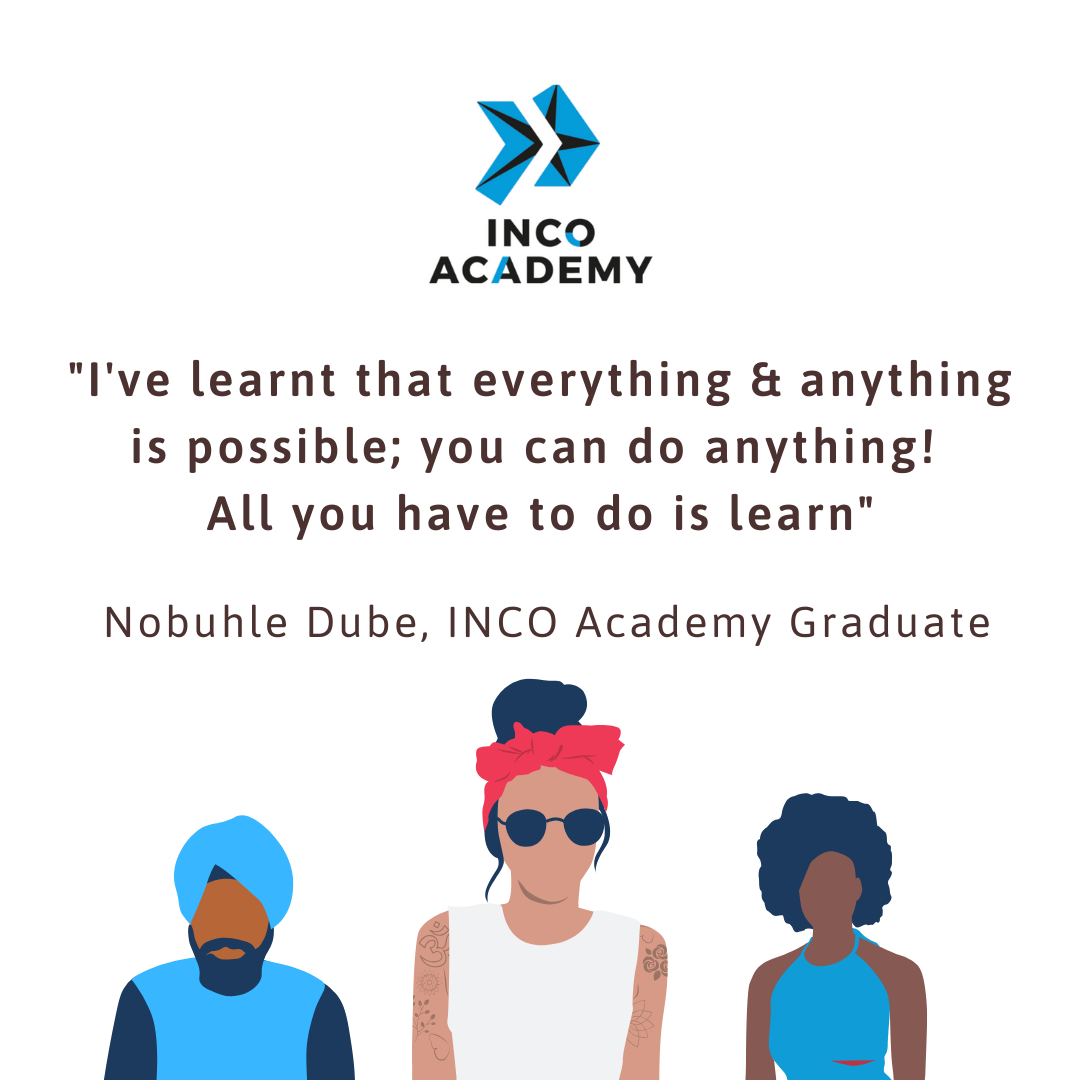 INCO
ACADEMY
"I've learnt that everything & anything
is possible; you can do anything!
All you have to do is learn"
Nobuhle Dube, INCO Academy Graduate